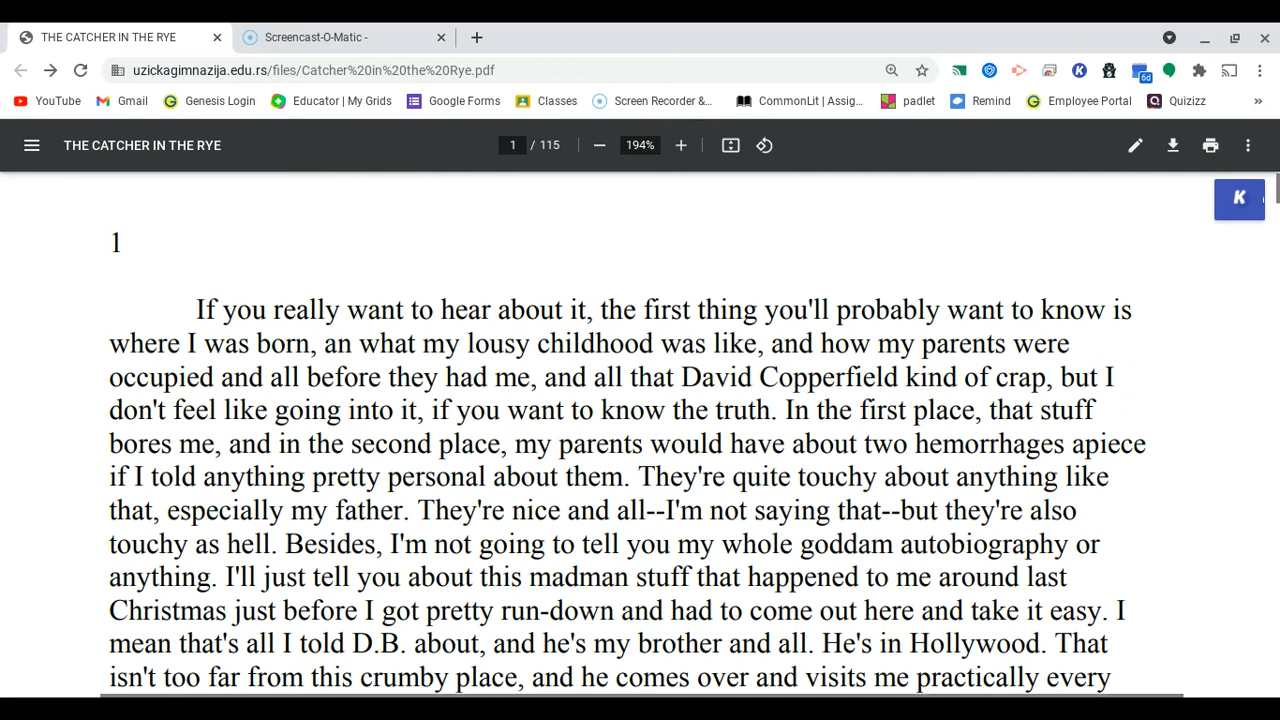 THE CATCHER IN THE RYE
Screencast-O-Matic -
uzickagimnazija.edu.rs/files/Catcher%20in%20the%20Rye.pdf
6d
YouTube Gmail Genesis Login Educator | My Grids Google Forms Classes Screen Recorder &... CommonLit | Assig... padlet Remind Employee Portal Quizizz »
THE CATCHER IN THE RYE 1 / 115 194%
K
1
If you really want to hear about it, the first thing you'll probably want to know is
where I was born, an what my lousy childhood was like, and how my parents were
occupied and all before they had me, and all that David Copperfield kind of crap, but I
don't feel like going into it, if you want to know the truth. In the first place, that stuff
bores me, and in the second place, my parents would have about two hemorrhages apiece
if I told anything pretty personal about them. They're quite touchy about anything like
that, especially my father. They're nice and all--I'm not saying that--but they're also
touchy as hell. Besides, I'm not going to tell you my whole goddam autobiography or
anything. I'll just tell you about this madman stuff that happened to me around last
Christmas just before I got pretty run-down and had to come out here and take it easy. I
mean that's all I told D.B. about, and he's my brother and all. He's in Hollywood. That
isn't too far from this crumby place, and he comes over and visits me practically every